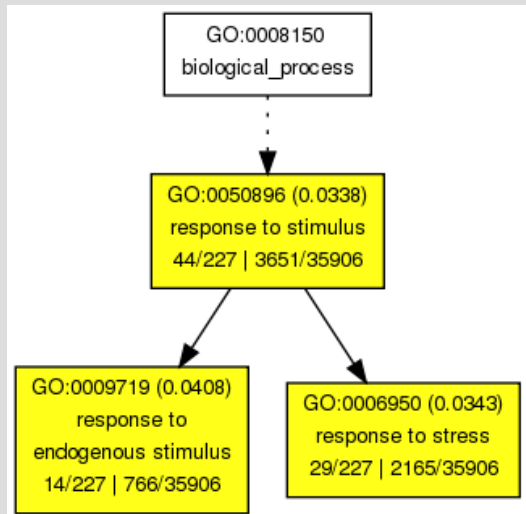 GO:0008150
biological_process
GO:0050896 (0.0338)
response to stimulus
44/227 | 3651/35906
GO:0009719 (0.0408)
response to
endogenous stimulus
14/227 | 766/35906
GO:0006950 (0.0343)
response to stress
29/227 | 2165/35906